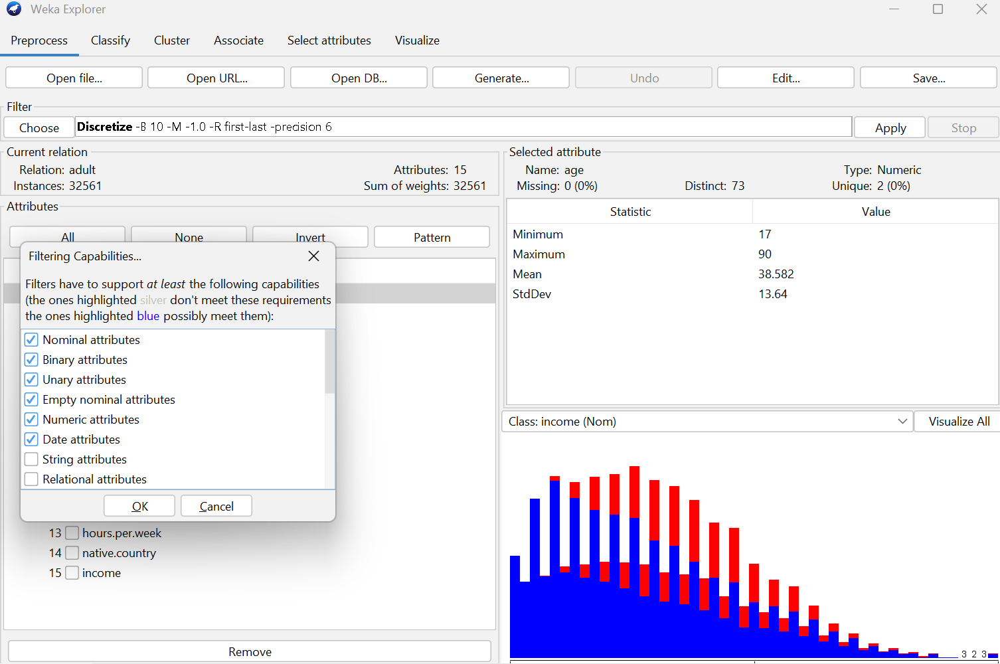 Weka Explorer
Preprocess Classify Cluster Associate Select attributes Visualize
Open file... Open URL... Open DB... Generate... Undo Edit... Save...
Filter
Choose Discretize -B 10 -M -1.0 -R first-last -precision 6 Apply Stop
Current relation
Relation: adult Attributes: 15
Instances: 32561 Sum of weights: 32561
Attributes
All None Invert Pattern
Filtering Capabilities...
Filters have to support at least the following capabilities
(the ones highlighted silver don't meet these requirements
the ones highlighted blue possibly meet them):
Nominal attributes
Binary attributes
Unary attributes
Empty nominal attributes
Numeric attributes
Date attributes
String attributes
Relational attributes
OK Cancel
13 hours.per.week
14 native.country
15 income
Remove
Selected attribute
Name: age Type: Numeric
Missing: 0 (0%) Distinct: 73 Unique: 2 (0%)
Statistic Value
Minimum 17
Maximum 90
Mean 38.582
StdDev 13.64
Class: income (Nom) Visualize All
3 2 3